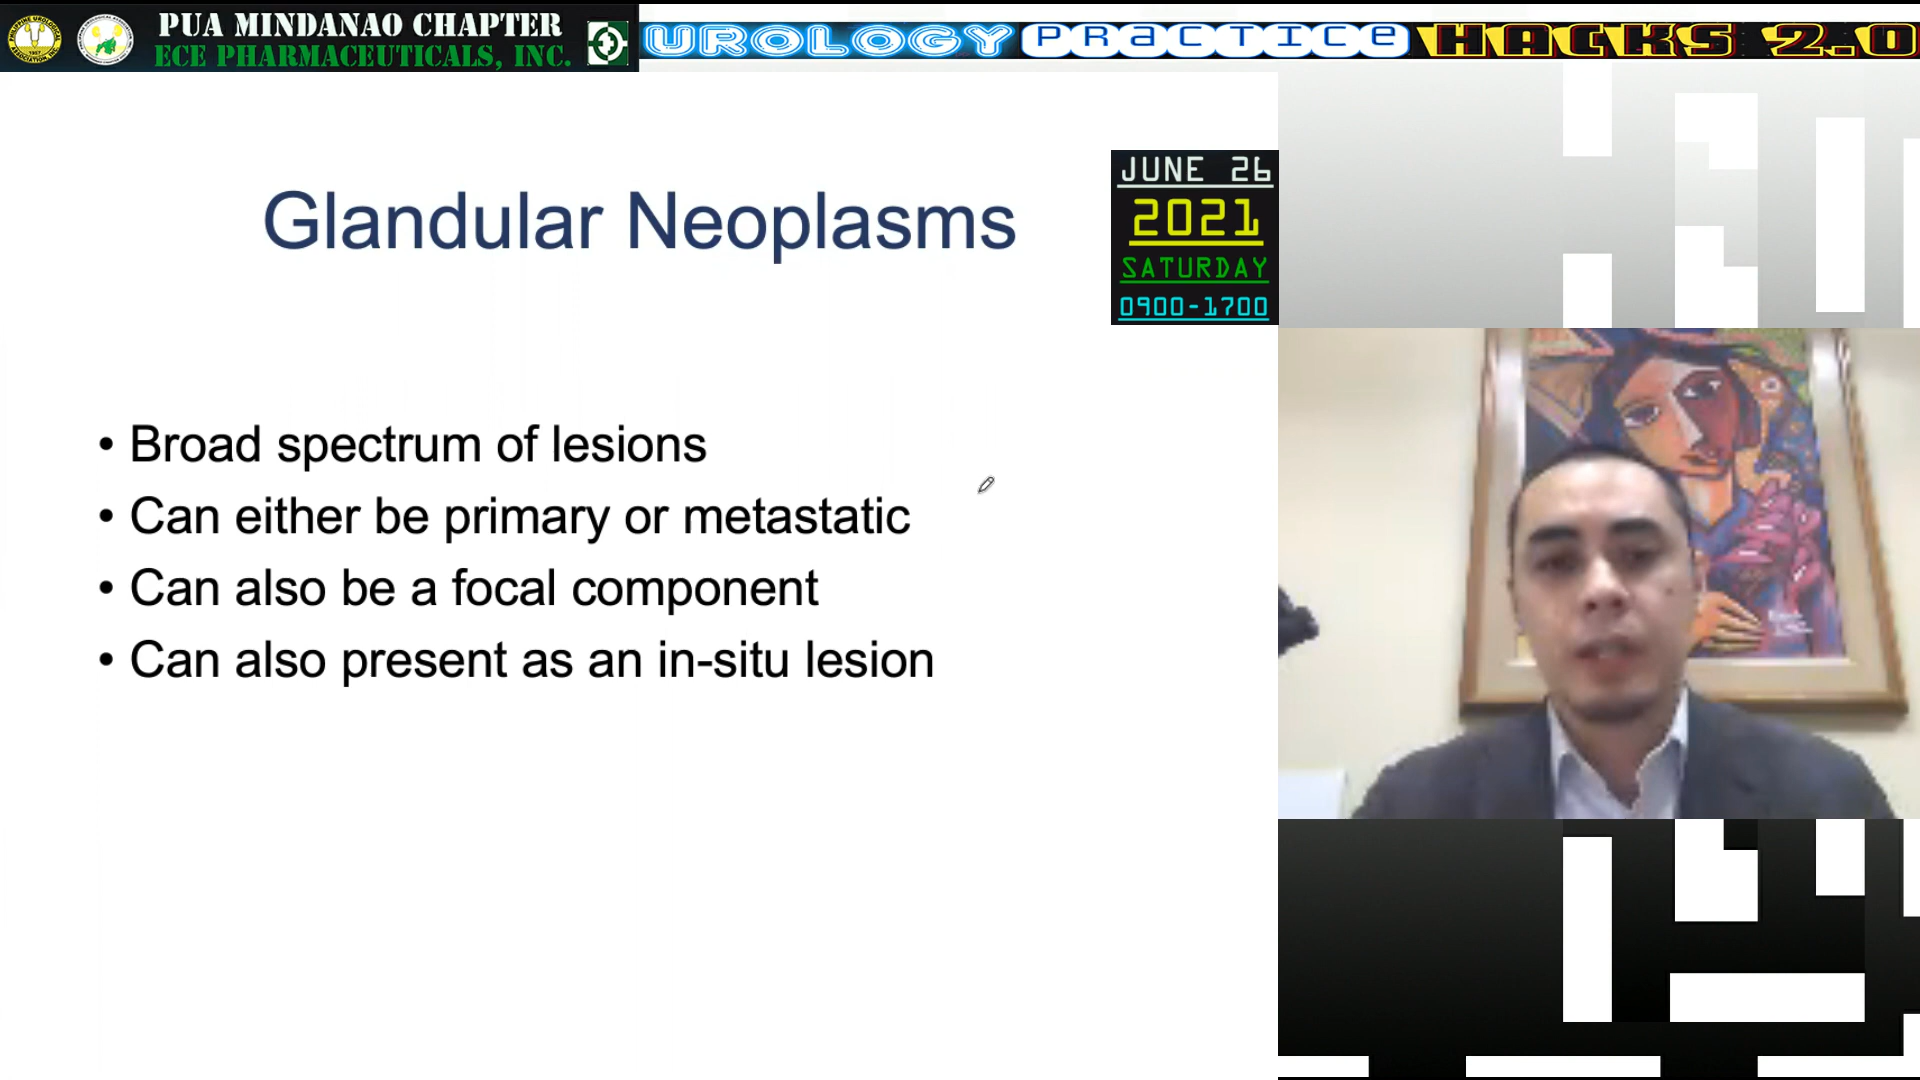 PUA MINDANAO CHAPTER
ECE PHARMACEUTICALS, INC.
UROLOGY PRACTICE HACKS 2.0
Glandular Neoplasms
JUNE 26
2021
SATURDAY
0900-1700
• Broad spectrum of lesions
• Can either be primary or metastatic
• Can also be a focal component
• Can also present as an in-situ lesion